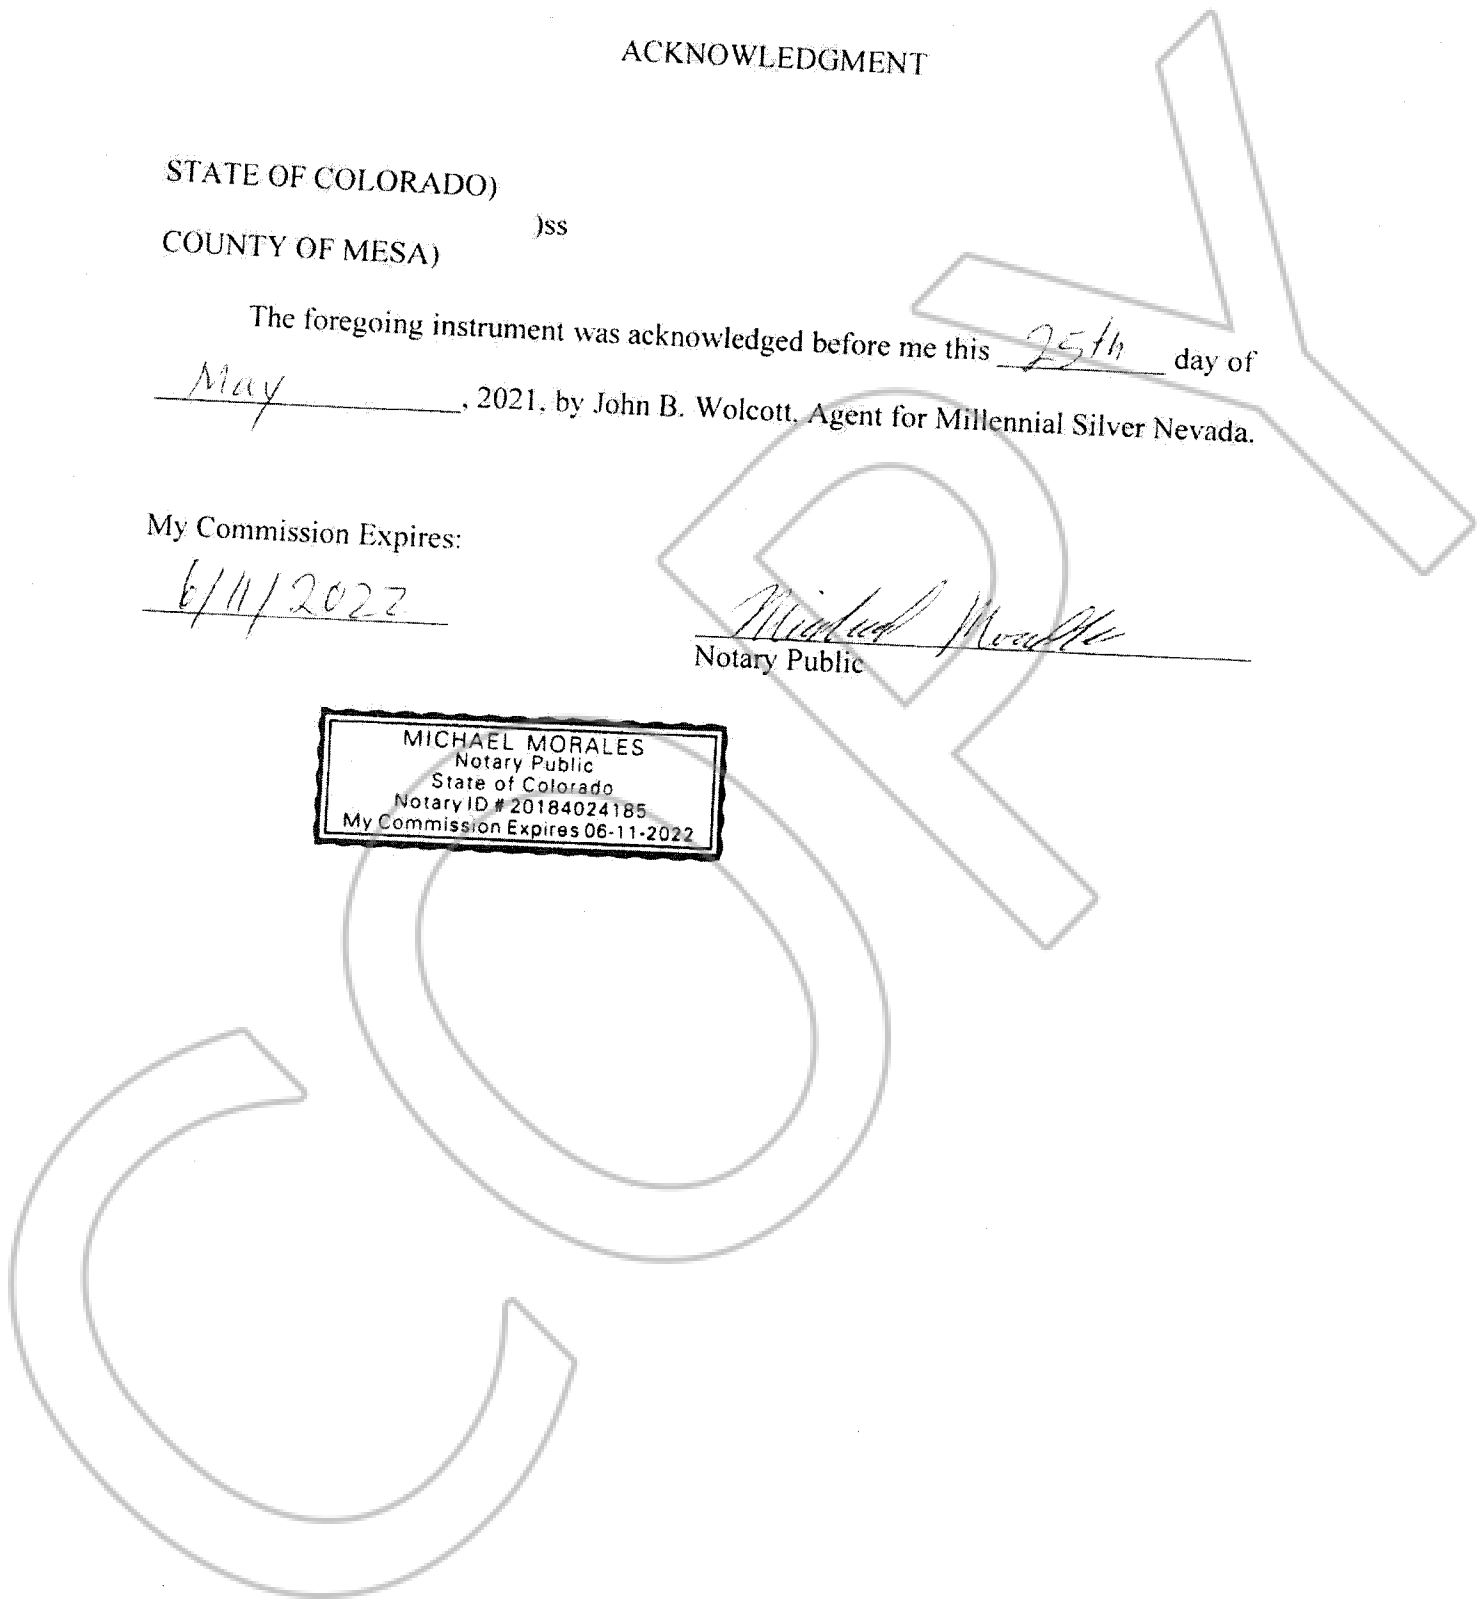 ACKNOWLEDGMENT
STATE OF COLORADO)
)ss
COUNTY OF MESA)
The foregoing instrument was acknowledged before me this 25th day of
May, 2021, by John B. Wolcott, Agent for Millennial Silver Nevada.
My Commission Expires:
6/11/2022
Michael Morales
Notary Public
MICHAEL MORALES
Notary Public
State of Colorado
Notary ID # 20184024185
My Commission Expires 06-11-2022
COPY